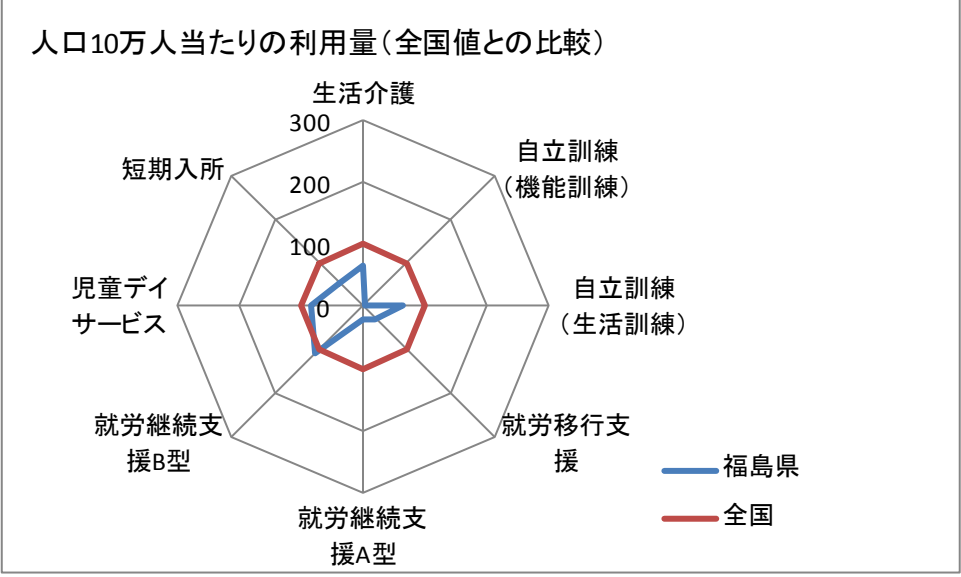 人口10万人当たりの利用量（全国値との比較）
生活介護
300
200
100
0
自立訓練
（機能訓練）
自立訓練
（生活訓練）
就労移行支
援
就労継続支
援A型
就労継続支
援B型
児童デイ
サービス
短期入所
福島県
全国